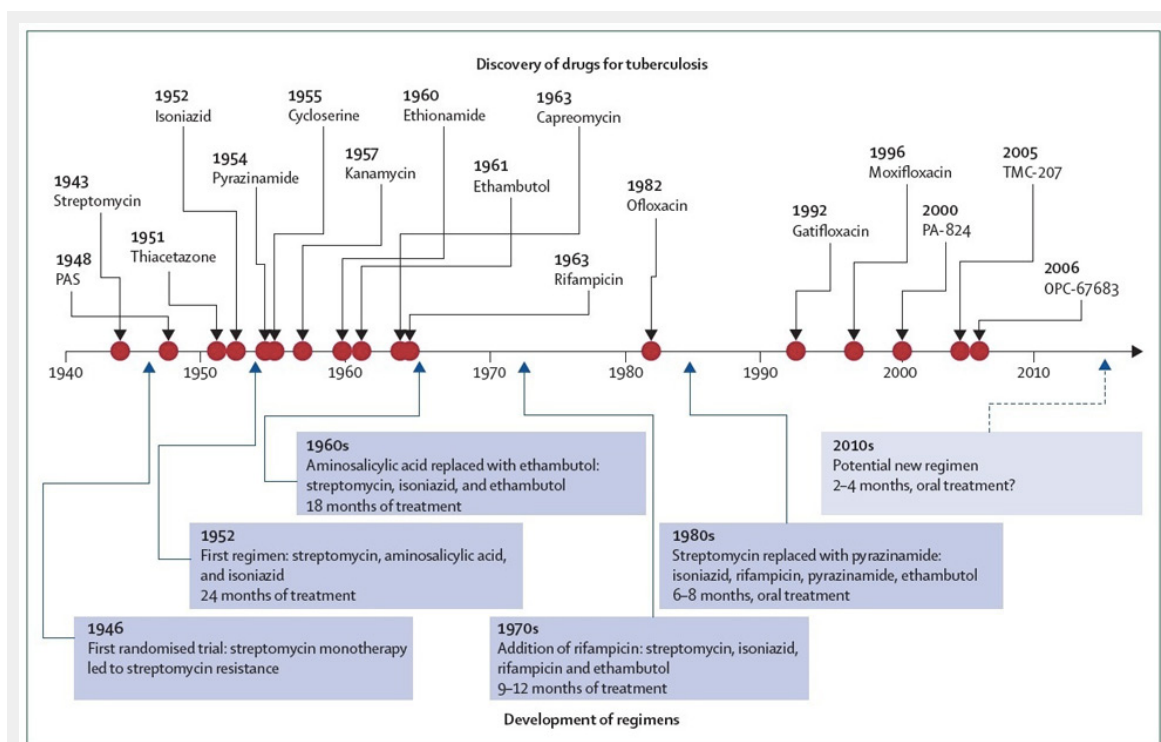 Discovery of drugs for tuberculosis
1952
Isoniazid
1955
Cycloserine
1960
Ethionamide
1963
Capreomycin
1954
Pyrazinamide
1957
Kanamycin
1961
Ethambutol
1996
Moxifloxacin
2005
TMC-207
1943
Streptomycin
1982
Ofloxacin
1992
Gatifloxacin
2000
PA-824
1951
Thiacetazone
1948
PAS
1963
Rifampicin
2006
OPC-67683
1940
1950
1960
1970
1980
1990
2000
2010
1960s
Aminosalicylic acid replaced with ethambutol:
streptomycin, isoniazid, and ethambutol
18 months of treatment
2010s
Potential new regimen
2–4 months, oral treatment?
1952
First regimen: streptomycin, aminosalicylic acid,
and isoniazid
24 months of treatment
1980s
Streptomycin replaced with pyrazinamide:
isoniazid, rifampicin, pyrazinamide, ethambutol
6–8 months, oral treatment
1946
First randomised trial: streptomycin monotherapy
led to streptomycin resistance
1970s
Addition of rifampicin: streptomycin, isoniazid,
rifampicin and ethambutol
9–12 months of treatment
Development of regimens